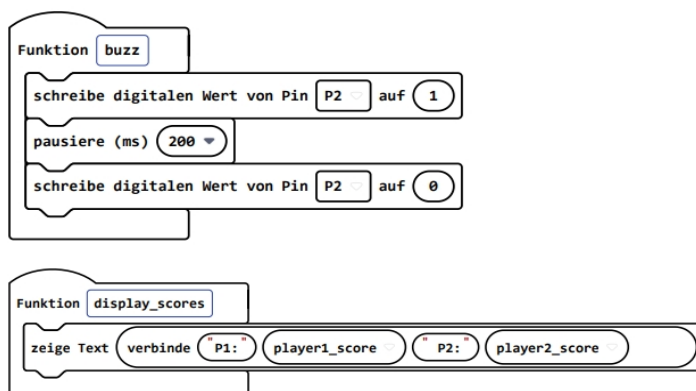 Funktion buzz
schreibe digitalen Wert von Pin P2 auf 1
pausiere (ms) 200
schreibe digitalen Wert von Pin P2 auf 0
Funktion display_scores
zeige Text verbinde "P1:" player1_score " P2:" player2_score